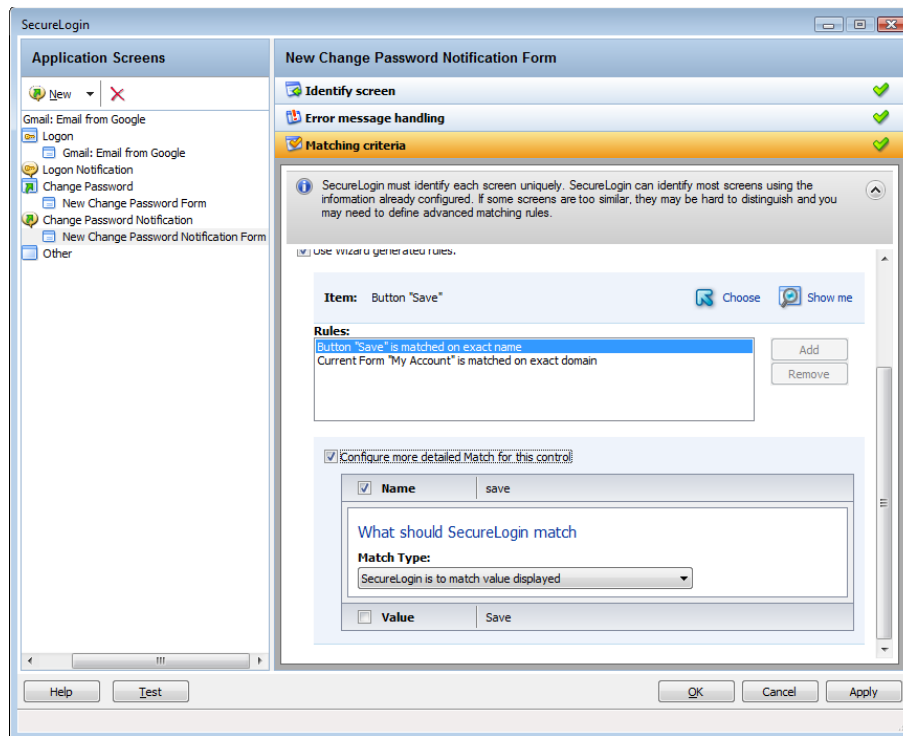 SecureLogin
Application Screens
New
Gmail: Email from Google
Logon
Gmail: Email from Google
Logon Notification
Change Password
New Change Password Form
Change Password Notification
New Change Password Notification Form
Other
New Change Password Notification Form
Identify screen
Error message handling
Matching criteria
SecureLogin must identify each screen uniquely. SecureLogin can identify most screens using the
information already configured. If some screens are too similar, they may be hard to distinguish and you
may need to define advanced matching rules.
Use Wizard generated rules.
Item: Button "Save"
Choose
Show me
Rules:
Button "Save" is matched on exact name
Current Form "My Account" is matched on exact domain
Add
Remove
Configure more detailed Match for this control
Name save
What should SecureLogin match
Match Type:
SecureLogin is to match value displayed
Value Save
Help
Test
OK
Cancel
Apply